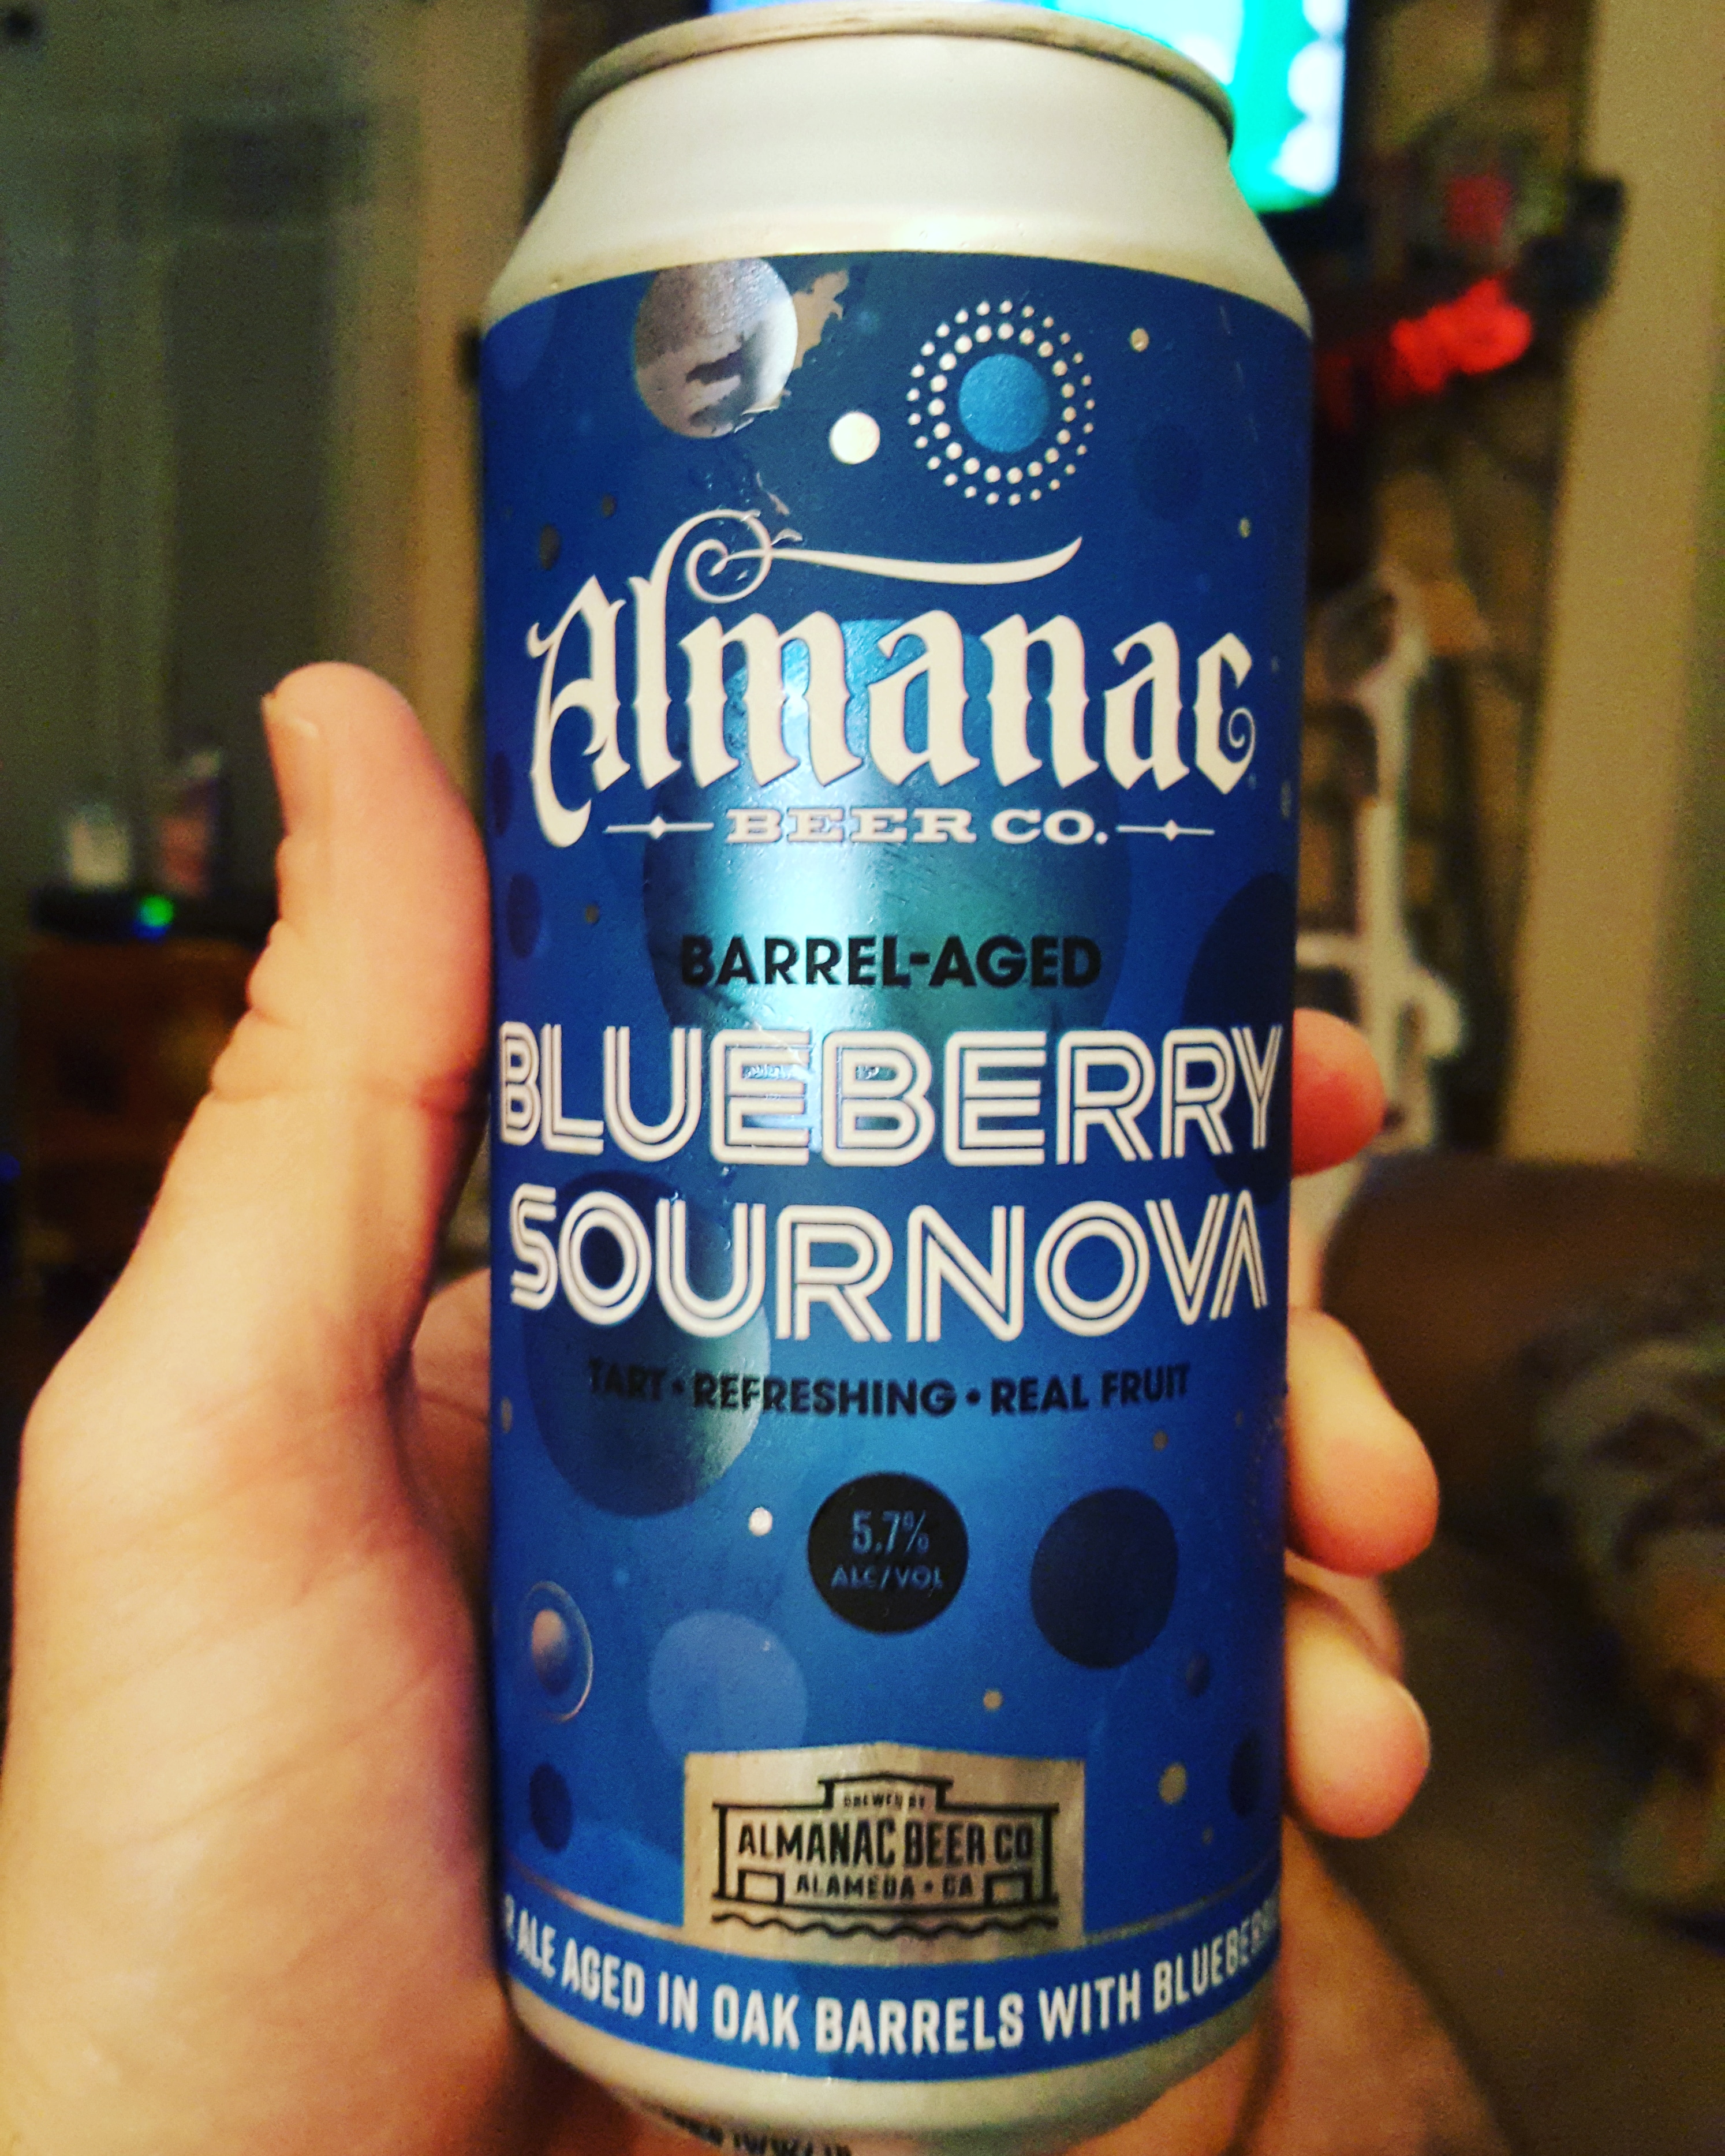 Almanac
BEER CO.
BARREL-AGED
BLUEBERRY
SOURNOVA
TART • REFRESHING • REAL FRUIT
5.7%
ALC/VOL
BREWED BY
ALMANAC BEER CO
ALAMEDA • CA
ALE AGED IN OAK BARRELS WITH